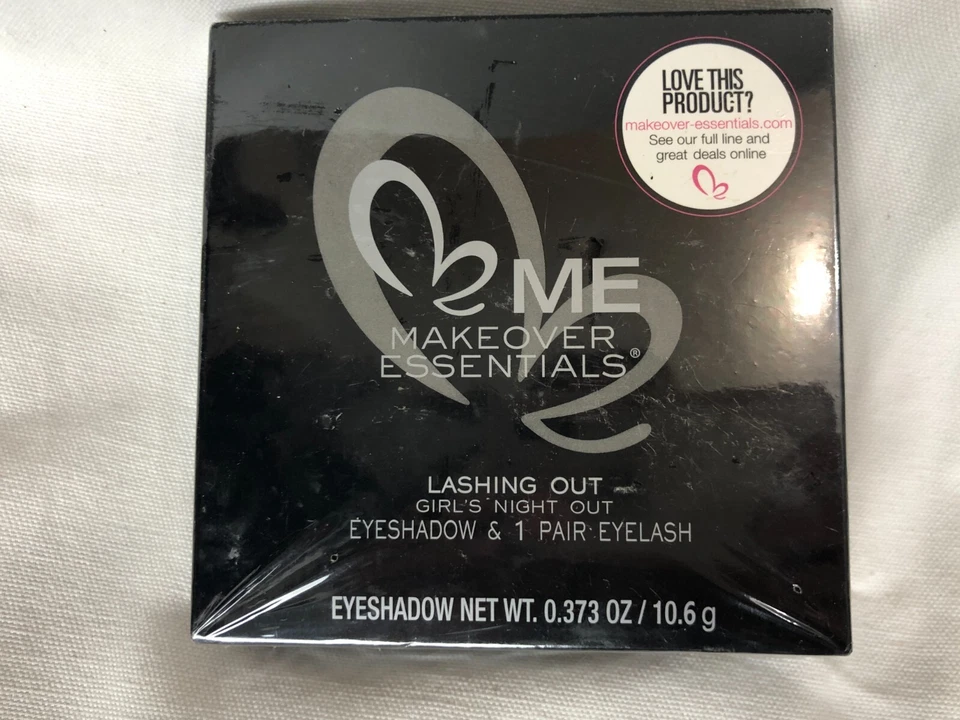 LOVE THIS
PRODUCT?
makeover-essentials.com
See our full line and
great deals online
ME
MAKEOVER
ESSENTIALS®
LASHING OUT
GIRL'S NIGHT OUT
EYESHADOW & 1 PAIR EYELASH
EYESHADOW NET WT. 0.373 OZ / 10.6 g